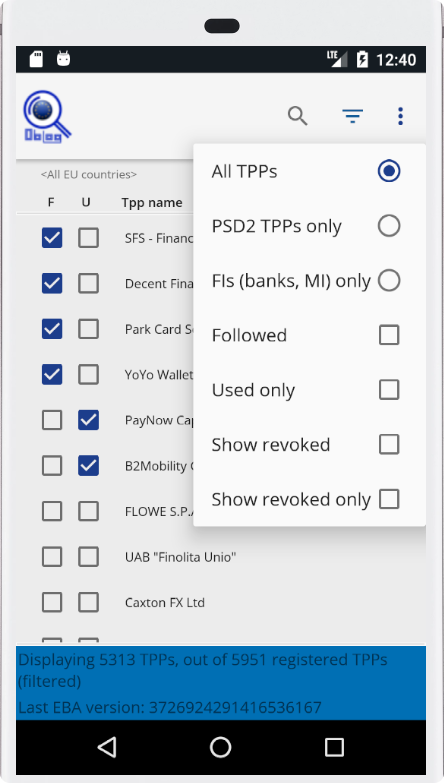 LTE 12:40
Oblog
<All EU countries>
F U Tpp name
All TPPs
PSD2 TPPs only
FIs (banks, MI) only
Followed
Used only
Show revoked
Show revoked only
SFS - Financ
Decent Fina
Park Card S
YoYo Wallet
PayNow Cap
B2Mobility
FLOWE S.P.A
UAB "Finolita Unio"
Caxton FX Ltd
Displaying 5313 TPPs, out of 5951 registered TPPs
(filtered)
Last EBA version: 3726924291416536167